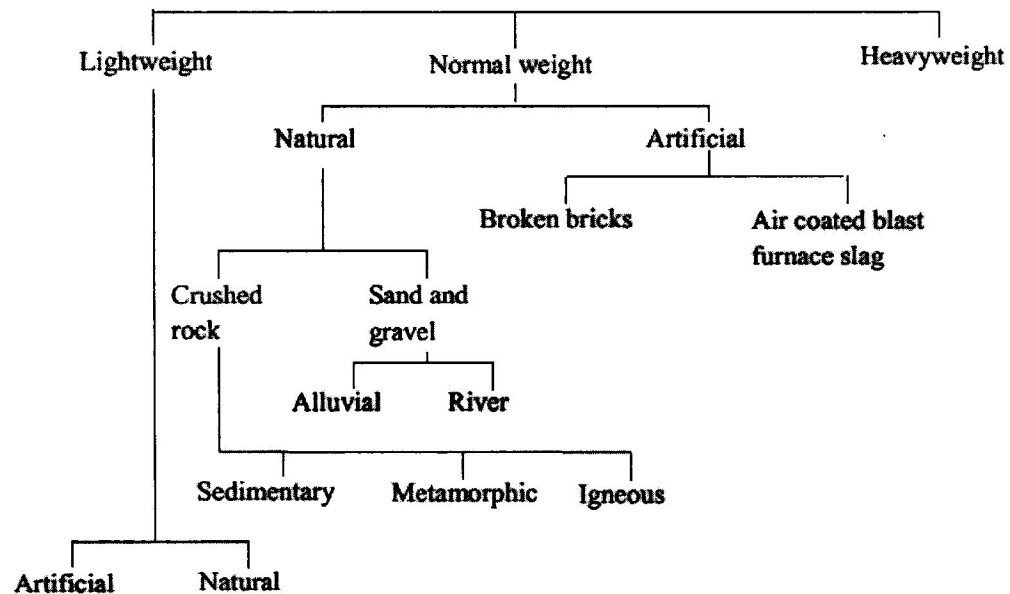 Lightweight
Normal weight
Heavyweight
Natural
Artificial
Broken bricks
Air coated blast
furnace slag
Crushed
rock
Sand and
gravel
Alluvial
River
Sedimentary
Metamorphic
Igneous
Artificial
Natural